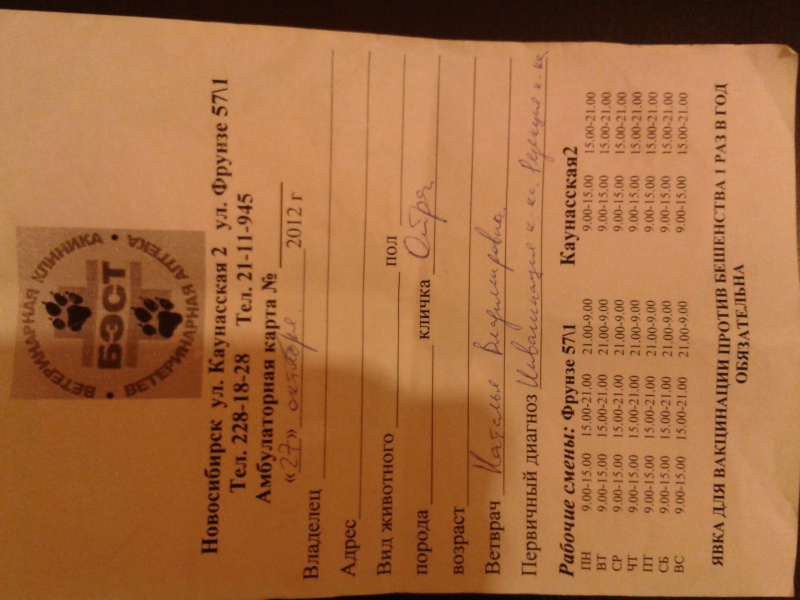 ВЕТЕРИНАРНАЯ КЛИНИКА
БЭСТ
ВЕТЕРИНАРНАЯ АПТЕКА
Новосибирск ул. Каунасская 2 ул. Фрунзе 57\1
Тел. 228-18-28 Тел. 21-11-945
Амбулаторная карта №
«27» октября 2012 г
Владелец
Адрес
Вид животного пол
порода кличка
возраст
Ветврач Наталья Владимировна
Первичный диагноз Инвагинация
Рабочие смены: Фрунзе 57\1 Каунасская2
ПН 9.00-15.00 15.00-21.00 21.00-9.00 9.00-15.00 15.00-21.00
ВТ 9.00-15.00 15.00-21.00 21.00-9.00 9.00-15.00 15.00-21.00
СР 9.00-15.00 15.00-21.00 21.00-9.00 9.00-15.00 15.00-21.00
ЧТ 9.00-15.00 15.00-21.00 21.00-9.00 9.00-15.00 15.00-21.00
ПТ 9.00-15.00 15.00-21.00 21.00-9.00 9.00-15.00 15.00-21.00
СБ 9.00-15.00 15.00-21.00 21.00-9.00 9.00-15.00 15.00-21.00
ВС 9.00-15.00 15.00-21.00 21.00-9.00 9.00-15.00 15.00-21.00
ЯВКА ДЛЯ ВАКЦИНАЦИИ ПРОТИВ БЕШЕНСТВА 1 РАЗ В ГОД
ОБЯЗАТЕЛЬНА